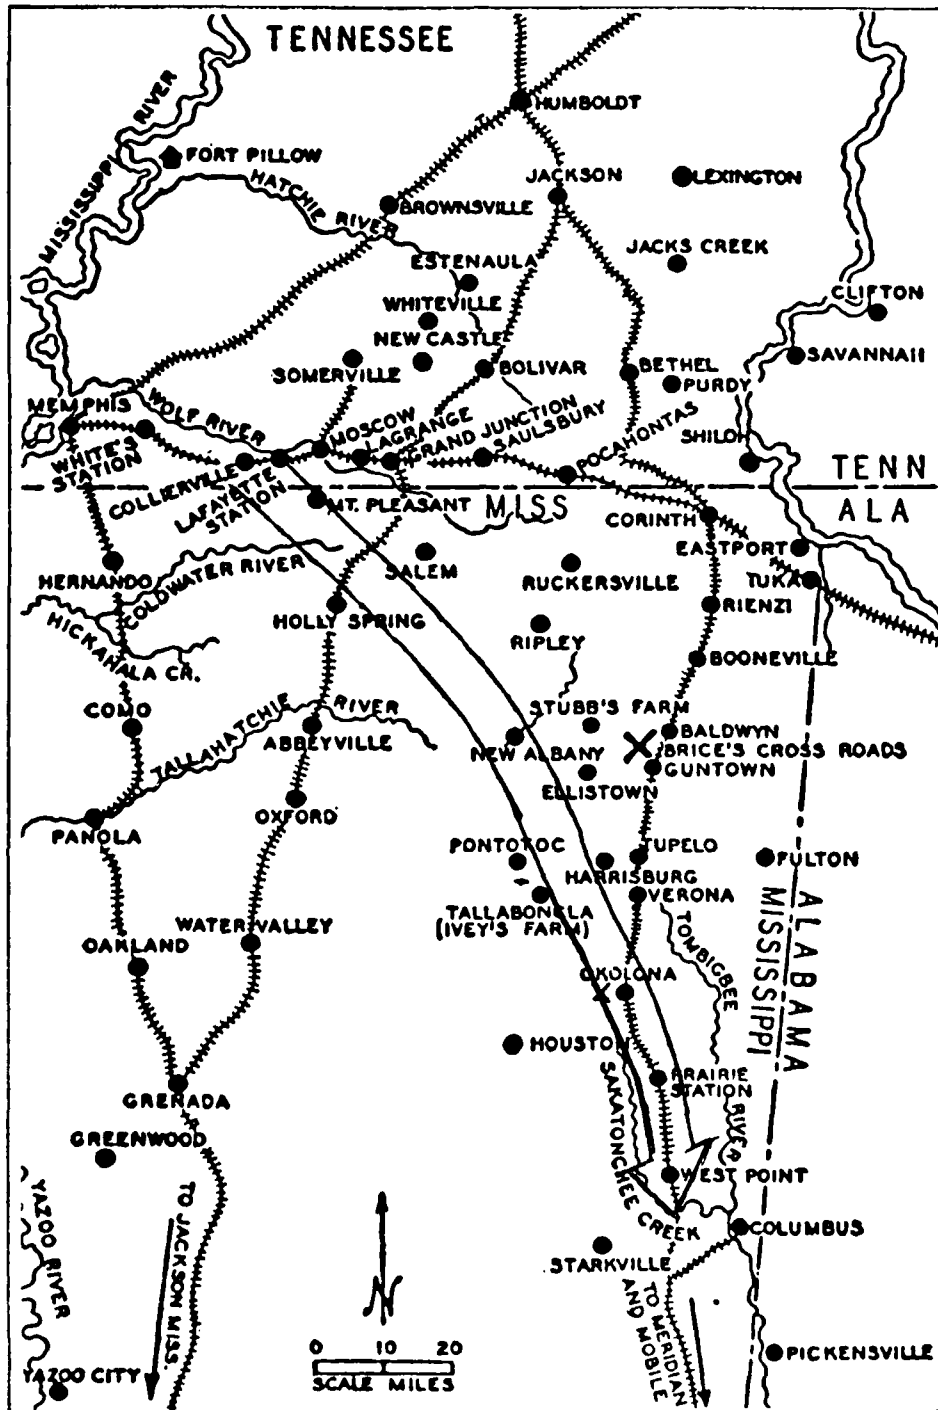 TENNESSEE
MISSISSIPPI RIVER
HUMBOLDT
FORT PILLOW
HATCHIE RIVER
JACKSON
LEXINGTON
BROWNSVILLE
JACKS CREEK
ESTENAULA
WHITEVILLE
CLIFTON
NEW CASTLE
SAVANNAH
SOMERVILLE
BOLIVAR
BETHEL
PURDY
MEMPHIS
WOLF RIVER
WHITE'S
STATION
MOSCOW
LAGRANGE
GRAND JUNCTION
SAULSBURY
POCAHONTAS
SHILOH
COLLIERVILLE
LAFAYETTE
STATION
TENN
MISS
ALA
MT. PLEASANT
CORINTH
EASTPORT
HERNANDO
COLDWATER RIVER
SALEM
RUCKERSVILLE
IUKA
HOLLY SPRING
RIENZI
HICKAHALA CR.
RIPLEY
BOONEVILLE
COMO
TALLAHATCHIE RIVER
ABBEYVILLE
STUBB'S FARM
NEW ALBANY
BALDWYN
BRICE'S CROSS ROADS
GUNTOWN
ELLISTOWN
PANOLA
OXFORD
PONTOTOC
TUPELO
HARRISBURG
FULTON
VERONA
TALLABONELA
(IVEY'S FARM)
OAKLAND
WATER VALLEY
TOMBIGBEE RIVER
ALABAMA
MISSISSIPPI
OKOLONA
HOUSTON
PRAIRIE
STATION
SAKATONCHEE CREEK
GRENADA
GREENWOOD
WEST POINT
YAZOO RIVER
TO JACKSON MISS.
COLUMBUS
STARKVILLE
TO MERIDIAN
AND MOBILE
N
0 10 20
SCALE MILES
PICKENSVILLE
YAZOO CITY